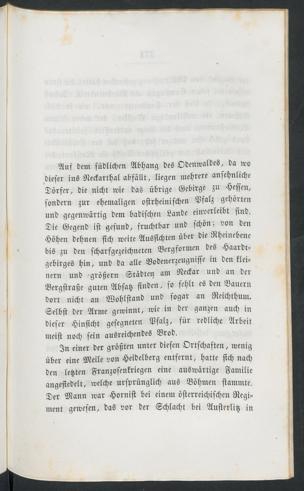 Auf dem südlichen Abhang des Odenwaldes, da wo
dieser ins Neckarthal abfällt, liegen mehrere ansehnliche
Dörfer, die nicht wie das übrige Gebirge zu Hessen,
sondern zur ehemaligen ostrheinischen Pfalz gehörten
und gegenwärtig dem badischen Lande einverleibt sind.
Die Gegend ist gesund, fruchtbar und schön; von den
Höhen dehnen sich weite Aussichten über die Rheinebene
bis zu den scharfgezeichneten Bergformen des Haardt-
gebirges hin, und da alle Bodenerzeugnisse in den klei-
nern und größern Städten am Neckar und an der
Bergstraße guten Absatz finden, so fehlt es den Bauern
dort nicht an Wohlstand und sogar an Reichthum.
Selbst der Arme gewinnt, wie in der ganzen auch in
dieser Hinsicht gesegneten Pfalz, für redliche Arbeit
meist noch sein ausreichendes Brod.
In einer der größten unter diesen Ortschaften, wenig
über eine Meile von Heidelberg entfernt, hatte sich nach
den letzten Franzosenkriegen eine auswärtige Familie
angesiedelt, welche ursprünglich aus Böhmen stammte.
Der Mann war Hornist bei einem österreichischen Regi-
ment gewesen, das vor der Schlacht bei Austerlitz in